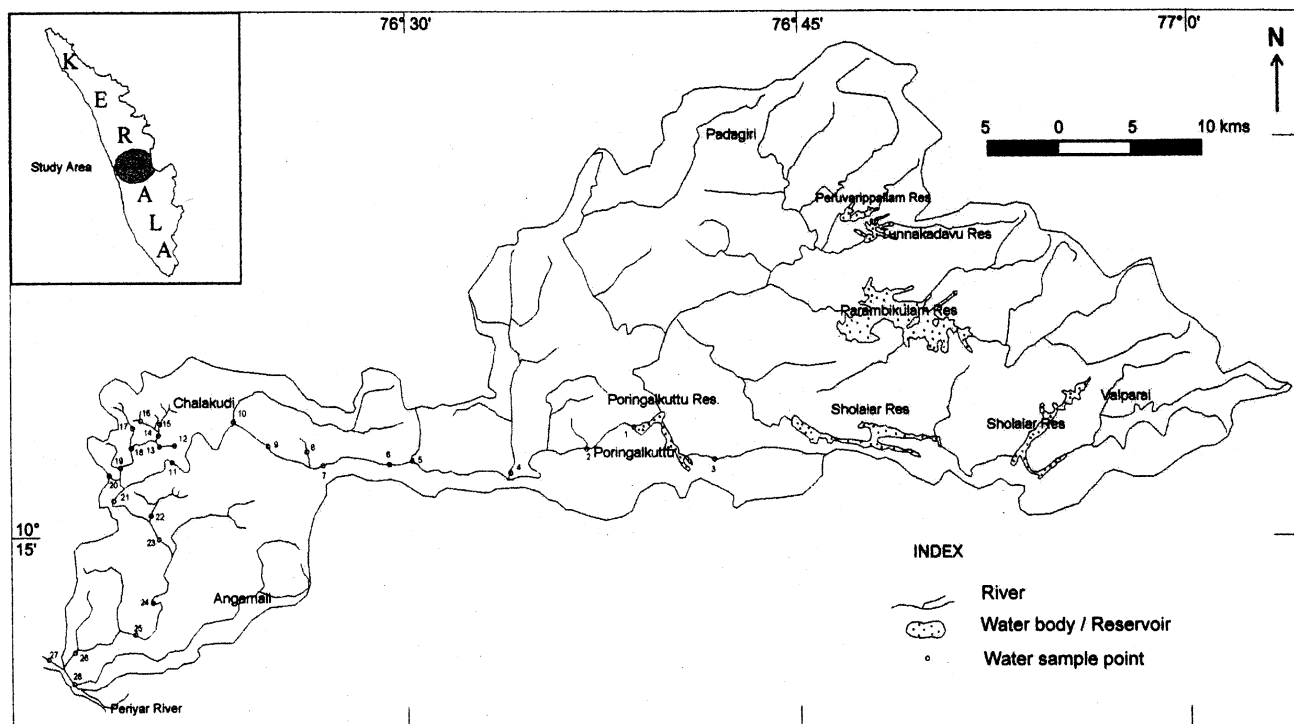 76° 30'
76° 45'
77° 0'
N
K
E
R
A
L
A
Study Area
5 0 5 10 kms
Padagiri
Peruvarippallam Res
Tunnakadavu Res
Parambikulam Res
Chalakudi
Poringalkuttu Res.
Sholaiar Res
Sholaiar Res
Valparai
Poringalkuttu
1
2
3
4
5
6
7
8
9
10
11
12
13
14
15
16
17
18
19
20
21
22
23
24
25
26
27
28
10°
15'
Angamali
Periyar River
INDEX
River
Water body / Reservoir
Water sample point